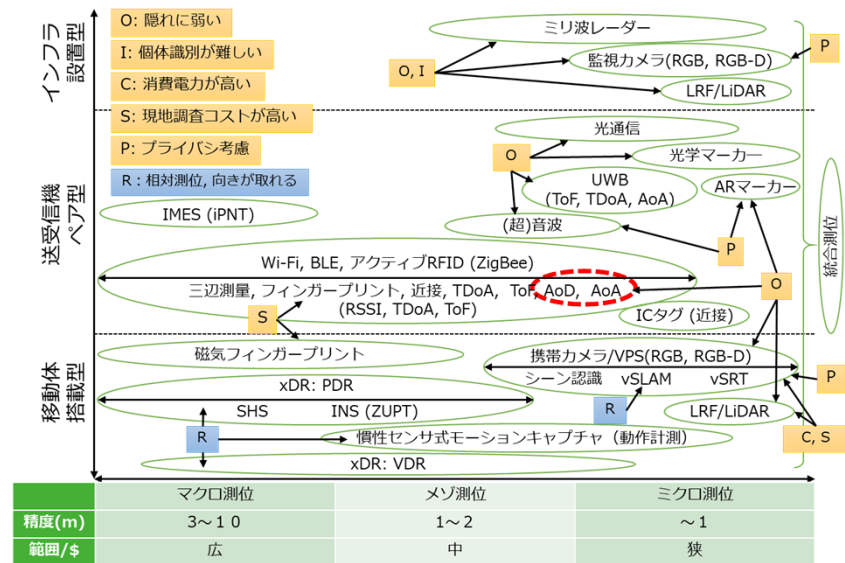 インフラ
設置型
O: 隠れに弱い
I: 個体識別が難しい
C: 消費電力が高い
S: 現地調査コストが高い
P: プライバシ考慮
R : 相対測位, 向きが取れる
ミリ波レーダー
O, I
監視カメラ(RGB, RGB-D)
P
LRF/LiDAR
送受信機
ペア型
光通信
O
光学マーカー
UWB
(ToF, TDoA, AoA)
ARマーカー
IMES (iPNT)
(超)音波
P
統合測位
Wi-Fi, BLE, アクティブRFID (ZigBee)
三辺測量, フィンガープリント, 近接, TDoA, ToF, AoD, AoA
(RSSI, TDoA, ToF)
O
S
ICタグ (近接)
移動体
搭載型
磁気フィンガープリント
携帯カメラ/VPS(RGB, RGB-D)
シーン認識 vSLAM vSRT
P
xDR: PDR
SHS INS (ZUPT)
R
LRF/LiDAR
R
慣性センサ式モーションキャプチャ（動作計測）
C, S
xDR: VDR
マクロ測位 メゾ測位 ミクロ測位
精度(m) 3～１０ 1～2 ～1
範囲/$ 広 中 狭